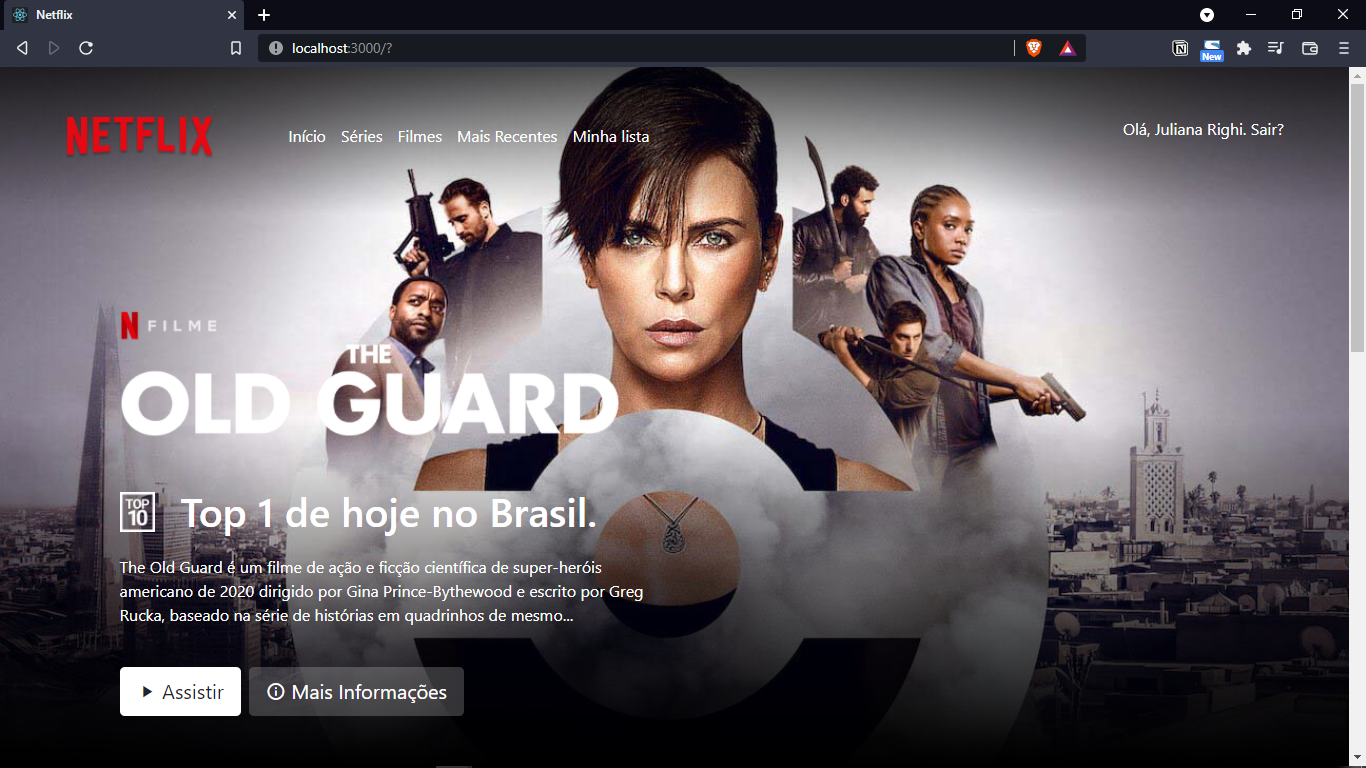 Netflix
localhost:3000/?
New
NETFLIX
Início Séries Filmes Mais Recentes Minha lista
Olá, Juliana Righi. Sair?
N FILME
THE
OLD GUARD
TOP
10
Top 1 de hoje no Brasil.
The Old Guard é um filme de ação e ficção científica de super-heróis
americano de 2020 dirigido por Gina Prince-Bythewood e escrito por Greg
Rucka, baseado na série de histórias em quadrinhos de mesmo...
Assistir
Mais Informações